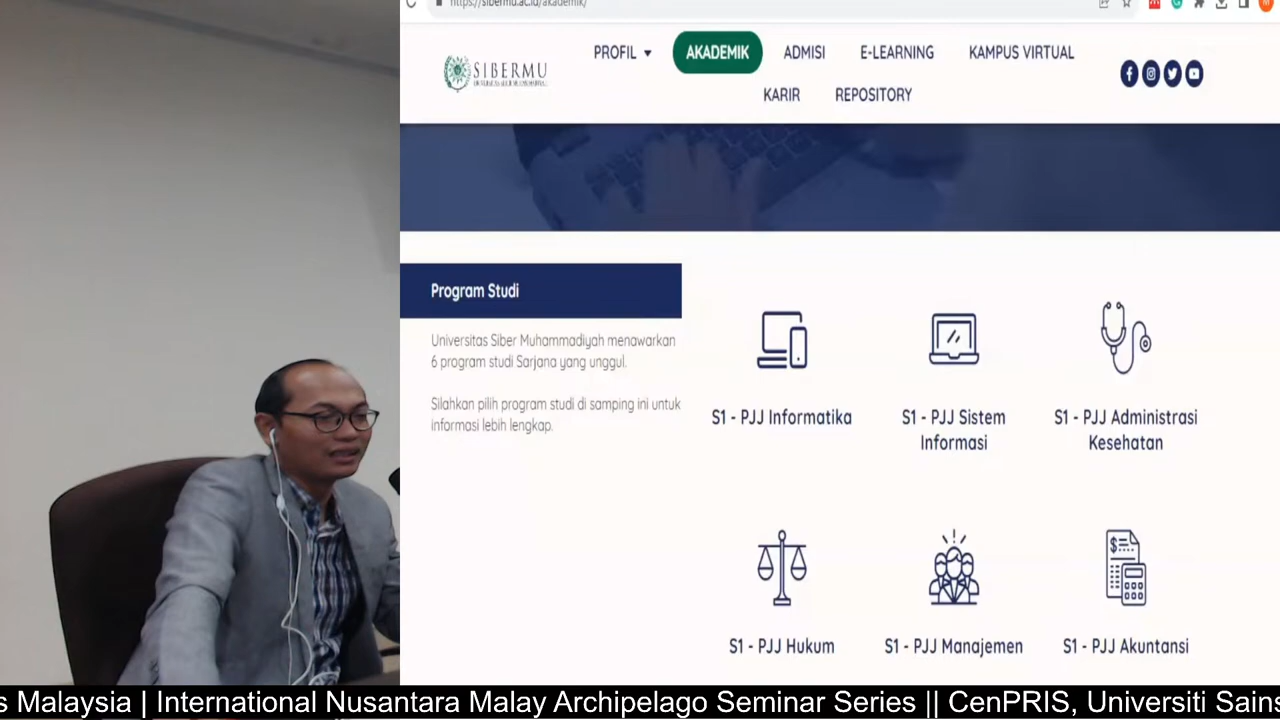 https://sibermu.ac.id/akademik/
PROFIL AKADEMIK ADMISI E-LEARNING KAMPUS VIRTUAL
KARIR REPOSITORY
SIBERMU
Program Studi
Universitas Siber Muhammadiyah menawarkan
6 program studi Sarjana yang unggul.
Silahkan pilih program studi di samping ini untuk
informasi lebih lengkap.
S1 - PJJ Informatika
S1 - PJJ Sistem
Informasi
S1 - PJJ Administrasi
Kesehatan
S1 - PJJ Hukum
S1 - PJJ Manajemen
S1 - PJJ Akuntansi
s Malaysia | International Nusantara Malay Archipelago Seminar Series || CenPRIS, Universiti Sains